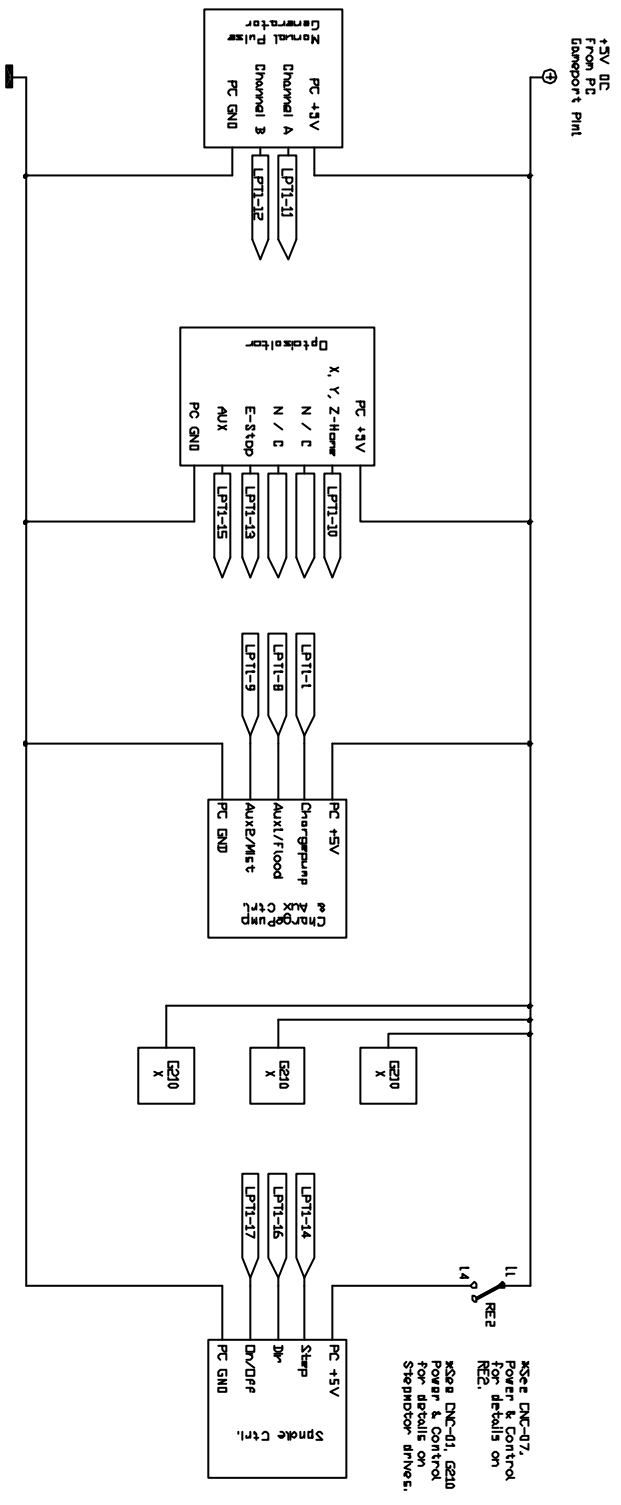 +5V DC
From PC
Gameport Pin1
Manual Pulse
Generator
PC +5V
Channel A
Channel B
PC GND
LPT1-11
LPT1-12
Optoisoltor
PC +5V
X, Y, Z-Home
N / C
N / C
E-Stop
AUX
PC GND
LPT1-10
LPT1-13
LPT1-15
LPT1-1
LPT1-8
LPT1-9
PC +5V
Chargepump
Aux1/Flood
Aux2/Mist
PC GND
ChargePump
& Aux Ctrl.
G210
X
G210
X
G210
X
11
14
RE2
LPT1-14
LPT1-16
LPT1-17
PC +5V
Step
Dir
On/Off
PC GND
Spindle Ctrl.
*See CNC-07,
Power & Control
for details on
RE2.
*See CNC-01, G210
Power & Control
for details on
Stepmotor drives.